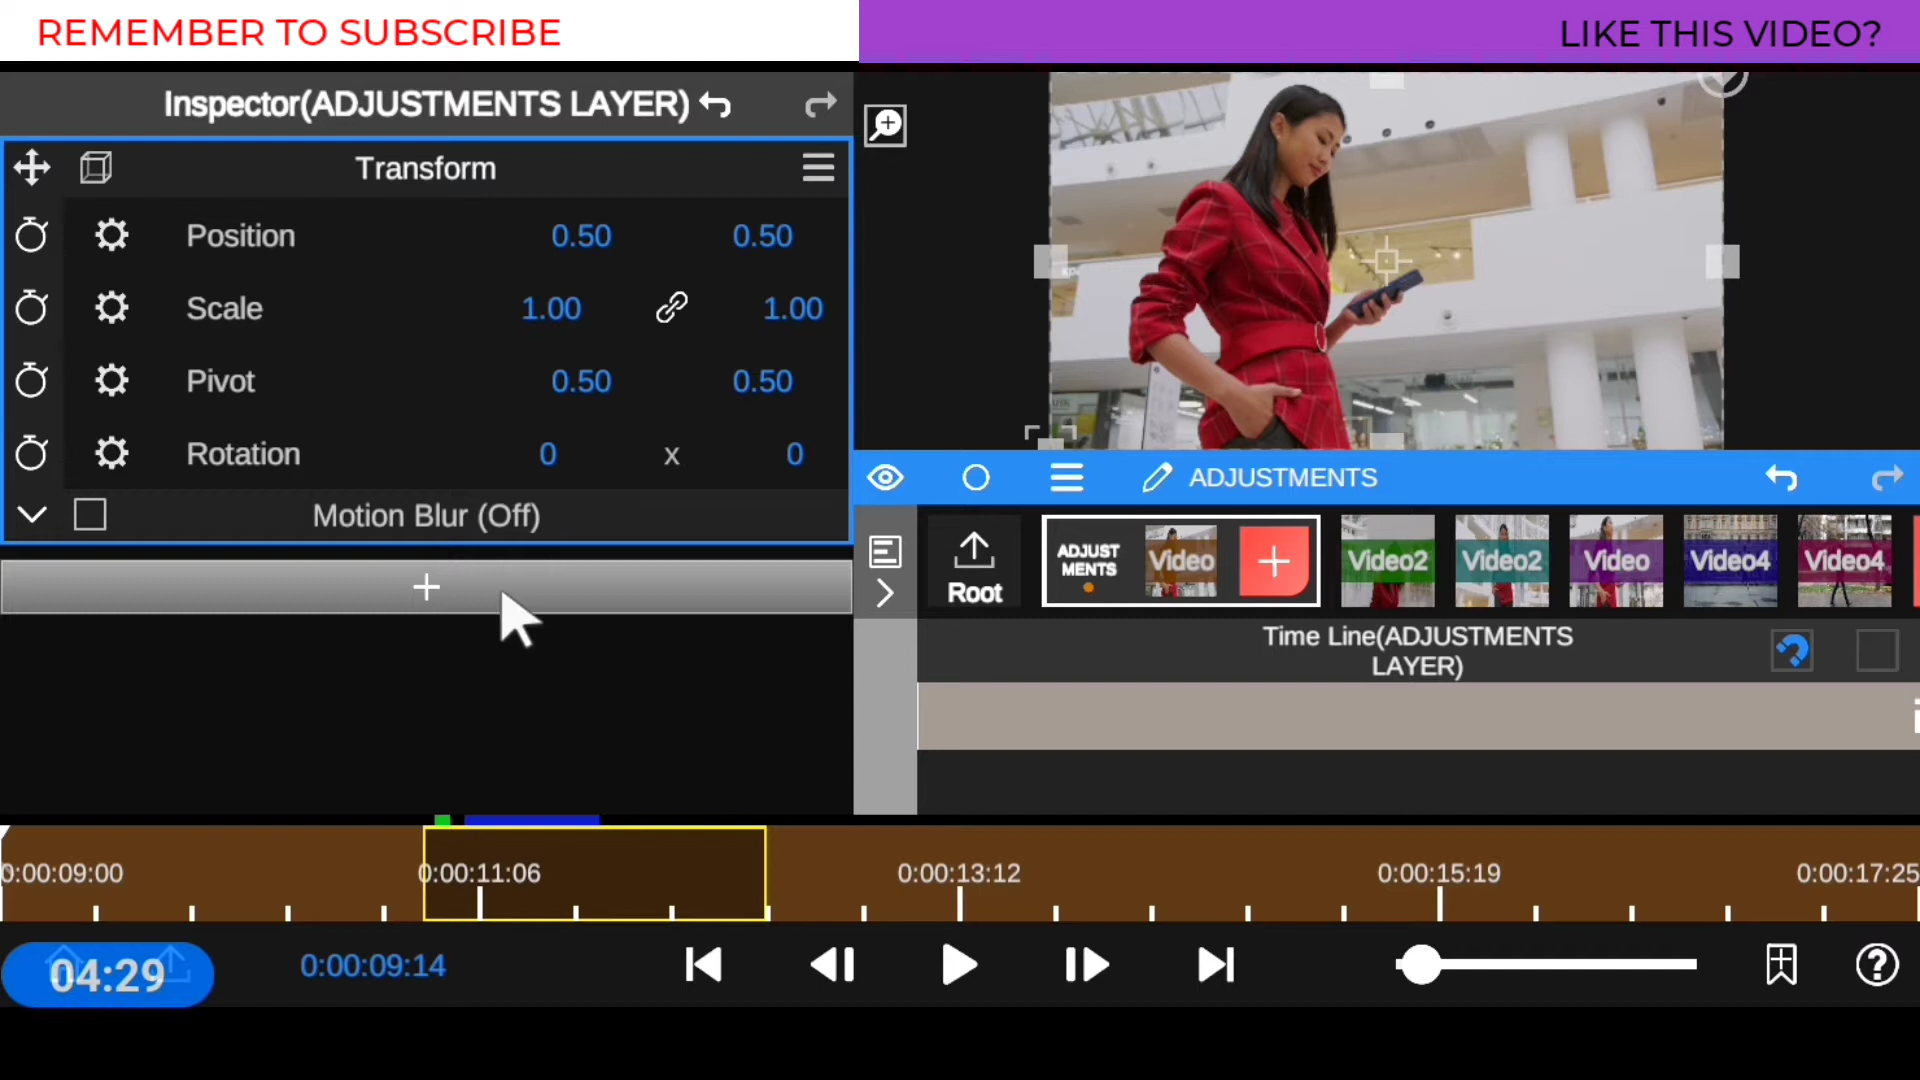 REMEMBER TO SUBSCRIBE
LIKE THIS VIDEO?
Inspector(ADJUSTMENTS LAYER)
Transform
Position 0.50 0.50
Scale 1.00 1.00
Pivot 0.50 0.50
Rotation 0 x 0
Motion Blur (Off)
+
ADJUSTMENTS
Root
ADJUST
MENTS
Video
+
Video2
Video2
Video
Video4
Video4
Time Line(ADJUSTMENTS
LAYER)
0:00:09:00 0:00:11:06 0:00:13:12 0:00:15:19 0:00:17:25
04:29
0:00:09:14
?